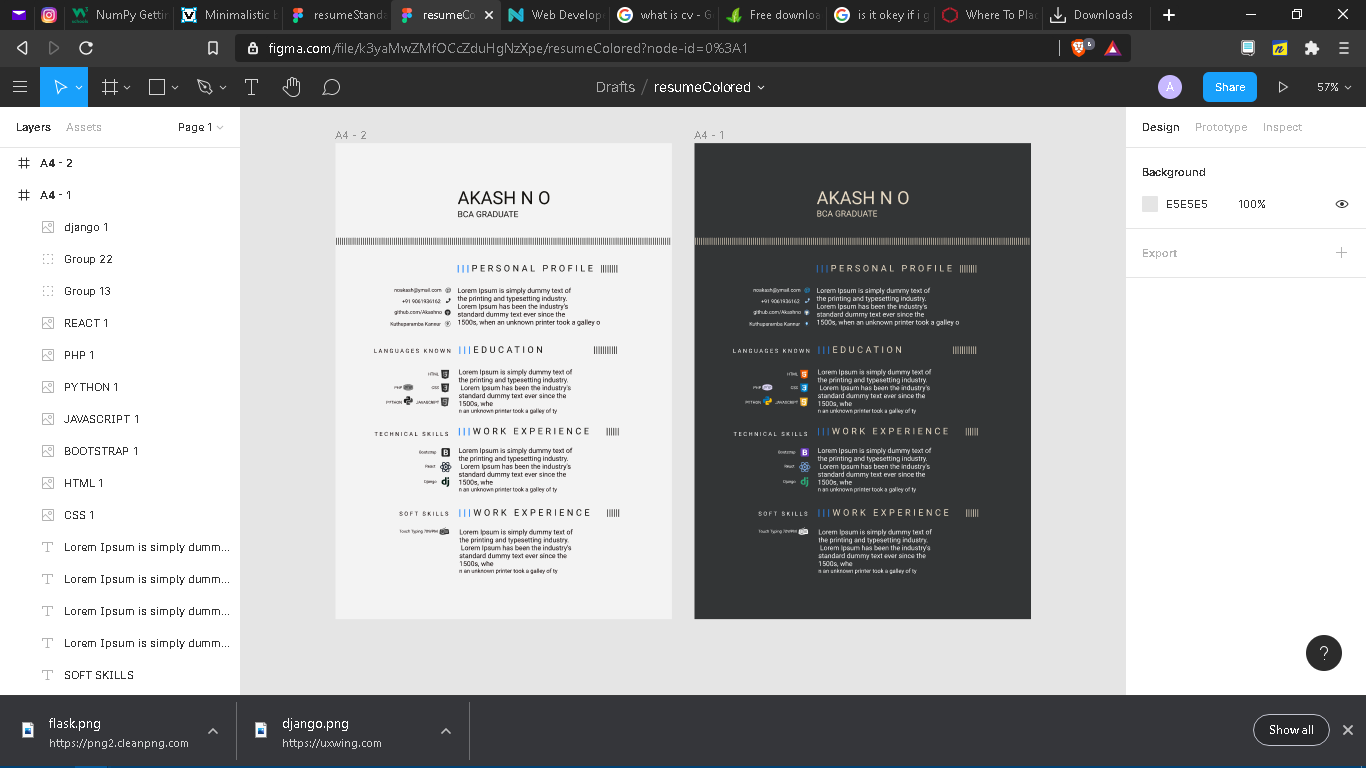 NumPy Getti
Minimalistic b
resumeStand
resumeCo
Web Develop
what is cv - G
Free downloa
is it okey if i g
Where To Pla
Downloads
figma.com/file/k3yaMwZMfOCcZduHgNzXpe/resumeColored?node-id=0%3A1
Drafts / resumeColored
A
Share
57%
Layers
Assets
Page 1
A4 - 2
A4 - 1
django 1
Group 22
Group 13
REACT 1
PHP 1
PYTHON 1
JAVASCRIPT 1
BOOTSTRAP 1
HTML 1
CSS 1
Lorem Ipsum is simply dumm...
Lorem Ipsum is simply dumm...
Lorem Ipsum is simply dumm...
Lorem Ipsum is simply dumm...
SOFT SKILLS
A4 - 2
AKASH N O
BCA GRADUATE
PERSONAL PROFILE
noakash@ymail.com
+91 9061936162
github.com/Akashno
Kuthuparamba Kannur
Lorem Ipsum is simply dummy text of
the printing and typesetting industry.
Lorem Ipsum has been the industry's
standard dummy text ever since the
1500s, when an unknown printer took a galley o
LANGUAGES KNOWN
EDUCATION
HTML
PHP
CSS
PYTHON
JAVASCRIPT
Lorem Ipsum is simply dummy text of
the printing and typesetting industry.
Lorem Ipsum has been the industry's
standard dummy text ever since the
1500s, whe
n an unknown printer took a galley of ty
TECHNICAL SKILLS
WORK EXPERIENCE
Bootstrap
React
Django
Lorem Ipsum is simply dummy text of
the printing and typesetting industry.
Lorem Ipsum has been the industry's
standard dummy text ever since the
1500s, whe
n an unknown printer took a galley of ty
SOFT SKILLS
WORK EXPERIENCE
Touch Typing
Lorem Ipsum is simply dummy text of
the printing and typesetting industry.
Lorem Ipsum has been the industry's
standard dummy text ever since the
1500s, whe
n an unknown printer took a galley of ty
A4 - 1
AKASH N O
BCA GRADUATE
PERSONAL PROFILE
noakash@ymail.com
+91 9061936162
github.com/Akashno
Kuthuparamba Kannur
Lorem Ipsum is simply dummy text of
the printing and typesetting industry.
Lorem Ipsum has been the industry's
standard dummy text ever since the
1500s, when an unknown printer took a galley o
LANGUAGES KNOWN
EDUCATION
HTML
PHP
CSS
PYTHON
JAVASCRIPT
Lorem Ipsum is simply dummy text of
the printing and typesetting industry.
Lorem Ipsum has been the industry's
standard dummy text ever since the
1500s, whe
n an unknown printer took a galley of ty
TECHNICAL SKILLS
WORK EXPERIENCE
Bootstrap
React
Django
Lorem Ipsum is simply dummy text of
the printing and typesetting industry.
Lorem Ipsum has been the industry's
standard dummy text ever since the
1500s, whe
n an unknown printer took a galley of ty
SOFT SKILLS
WORK EXPERIENCE
Touch Typing
Lorem Ipsum is simply dummy text of
the printing and typesetting industry.
Lorem Ipsum has been the industry's
standard dummy text ever since the
1500s, whe
n an unknown printer took a galley of ty
Design
Prototype
Inspect
Background
E5E5E5
100%
Export
?
flask.png
https://png2.cleanpng.com
django.png
https://uxwing.com
Show all